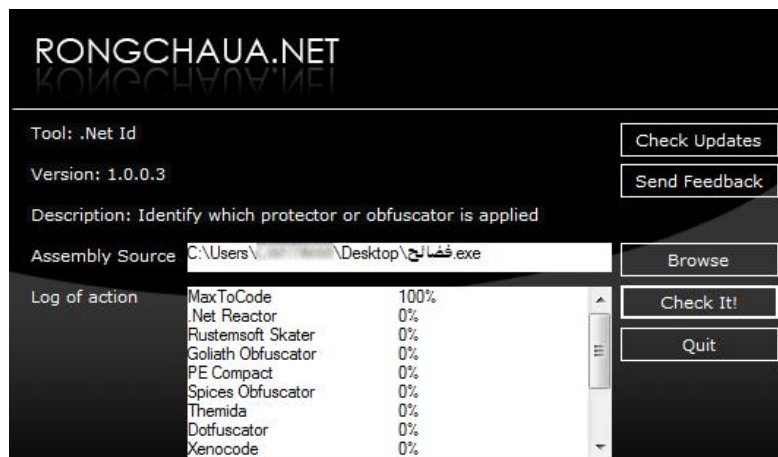 RONGCHAUA.NET
Tool: .Net Id
Check Updates
Version: 1.0.0.3
Send Feedback
Description: Identify which protector or obfuscator is applied
Assembly Source C:\Users\ \Desktop\فضائح.exe
Browse
Log of action
MaxToCode 100%
Check It!
.Net Reactor 0%
Rustemsoft Skater 0%
Goliath Obfuscator 0%
Quit
PE Compact 0%
Spices Obfuscator 0%
Themida 0%
Dotfuscator 0%
Xenocode 0%